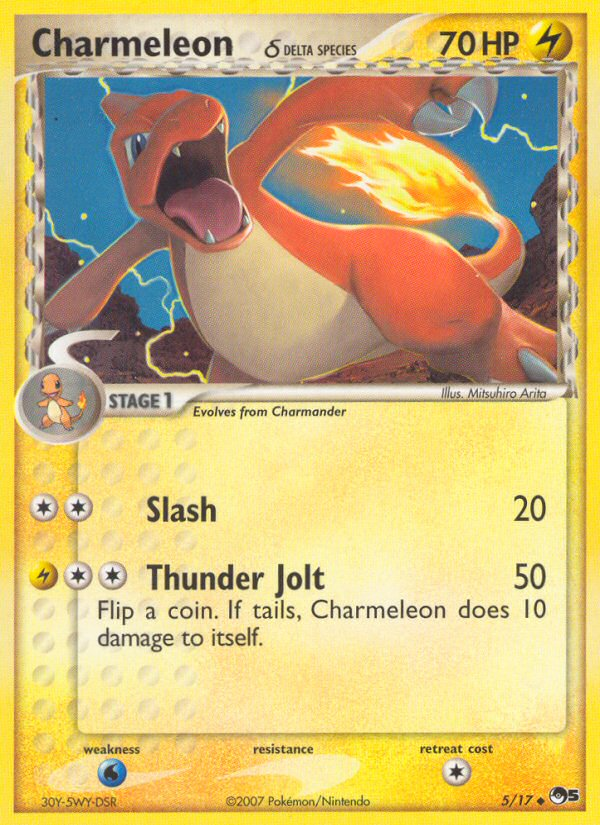 Charmeleon δ DELTA SPECIES 70 HP
Illus. Mitsuhiro Arita
STAGE 1
Evolves from Charmander
Slash 20
Thunder Jolt 50
Flip a coin. If tails, Charmeleon does 10
damage to itself.
weakness resistance retreat cost
30Y-5WY-DSR ©2007 Pokémon/Nintendo 5/17 ◆ 5